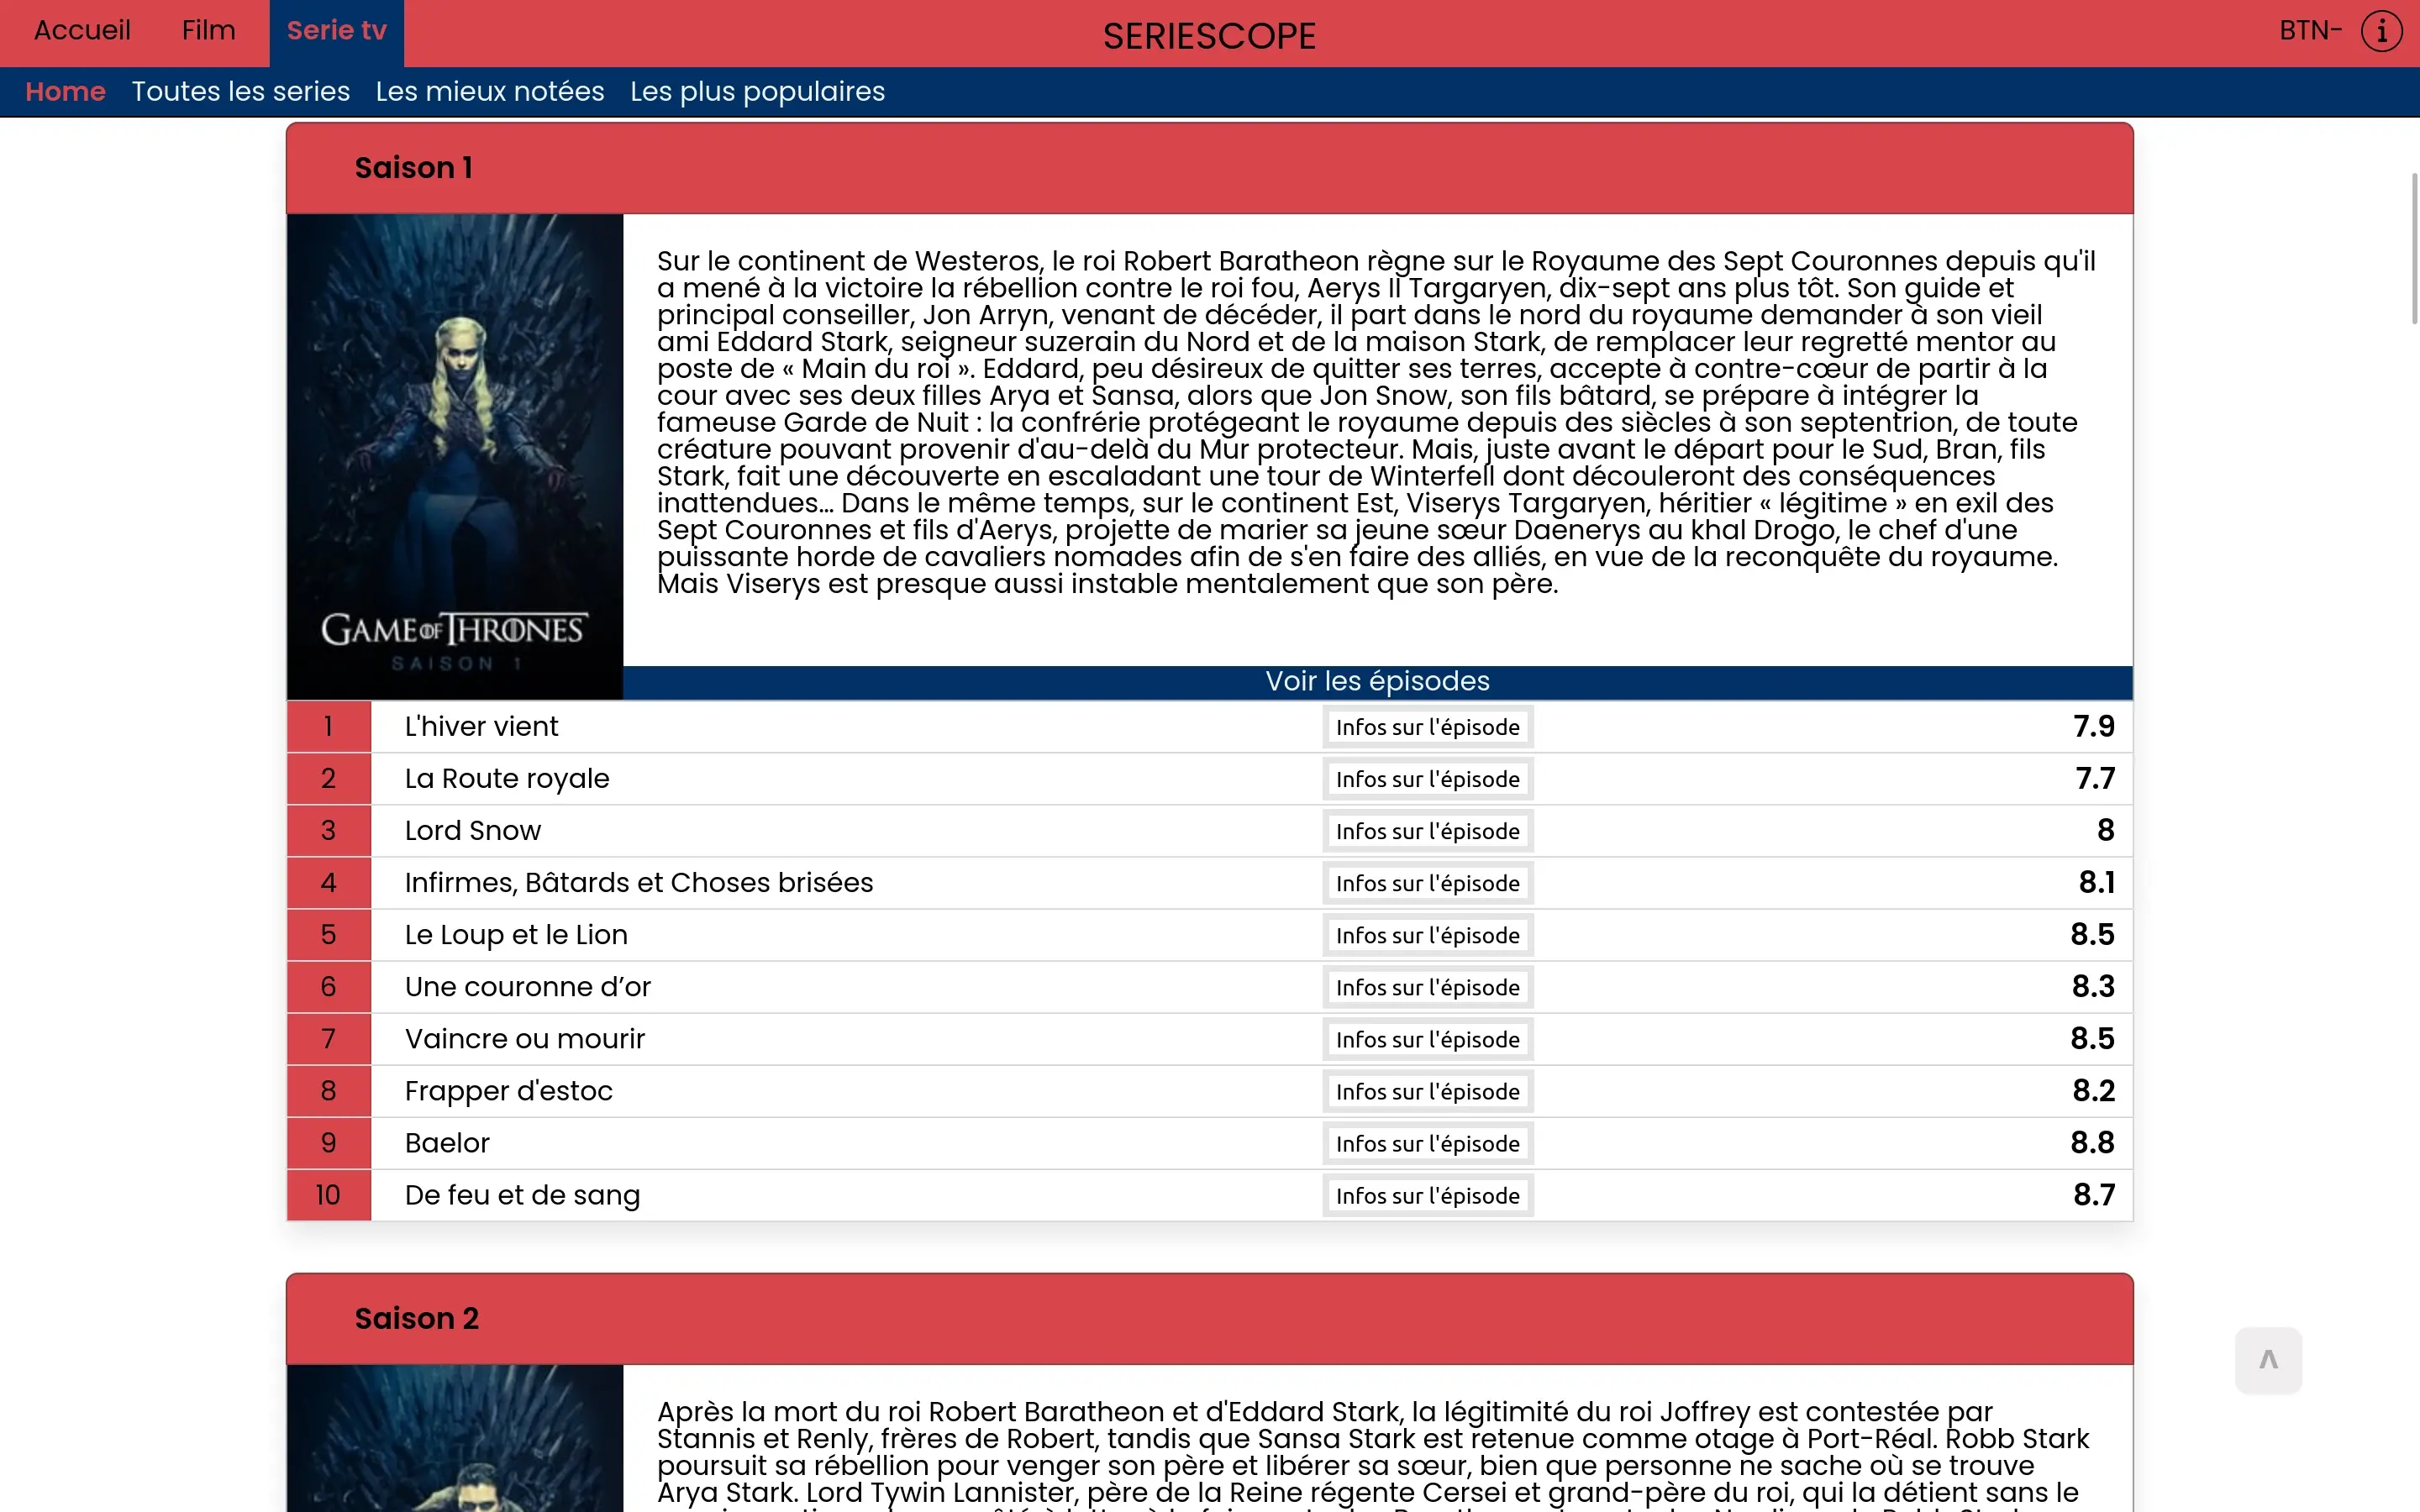 Accueil Film Serie tv SERIESCOPE BTN- i
Home Toutes les series Les mieux notées Les plus populaires
Saison 1
Sur le continent de Westeros, le roi Robert Baratheon règne sur le Royaume des Sept Couronnes depuis qu'il
a mené à la victoire la rébellion contre le roi fou, Aerys II Targaryen, dix-sept ans plus tôt. Son guide et
principal conseiller, Jon Arryn, venant de décéder, il part dans le nord du royaume demander à son vieil
ami Eddard Stark, seigneur suzerain du Nord et de la maison Stark, de remplacer leur regretté mentor au
poste de « Main du roi ». Eddard, peu désireux de quitter ses terres, accepte à contre-cœur de partir à la
cour avec ses deux filles Arya et Sansa, alors que Jon Snow, son fils bâtard, se prépare à intégrer la
fameuse Garde de Nuit : la confrérie protégeant le royaume depuis des siècles à son septentrion, de toute
créature pouvant provenir d'au-delà du Mur protecteur. Mais, juste avant le départ pour le Sud, Bran, fils
Stark, fait une découverte en escaladant une tour de Winterfell dont découleront des conséquences
inattendues... Dans le même temps, sur le continent Est, Viserys Targaryen, héritier « légitime » en exil des
Sept Couronnes et fils d'Aerys, projette de marier sa jeune sœur Daenerys au khal Drogo, le chef d'une
puissante horde de cavaliers nomades afin de s'en faire des alliés, en vue de la reconquête du royaume.
Mais Viserys est presque aussi instable mentalement que son père.
GAME OF THRONES
SAISON 1
Voir les épisodes
1 L'hiver vient Infos sur l'épisode 7.9
2 La Route royale Infos sur l'épisode 7.7
3 Lord Snow Infos sur l'épisode 8
4 Infirmes, Bâtards et Choses brisées Infos sur l'épisode 8.1
5 Le Loup et le Lion Infos sur l'épisode 8.5
6 Une couronne d’or Infos sur l'épisode 8.3
7 Vaincre ou mourir Infos sur l'épisode 8.5
8 Frapper d'estoc Infos sur l'épisode 8.2
9 Baelor Infos sur l'épisode 8.8
10 De feu et de sang Infos sur l'épisode 8.7
Saison 2
Après la mort du roi Robert Baratheon et d'Eddard Stark, la légitimité du roi Joffrey est contestée par
Stannis et Renly, frères de Robert, tandis que Sansa Stark est retenue comme otage à Port-Réal. Robb Stark
poursuit sa rébellion pour venger son père et libérer sa sœur, bien que personne ne sache où se trouve
Arya Stark. Lord Tywin Lannister, père de la Reine régente Cersei et grand-père du roi, qui la détient sans le